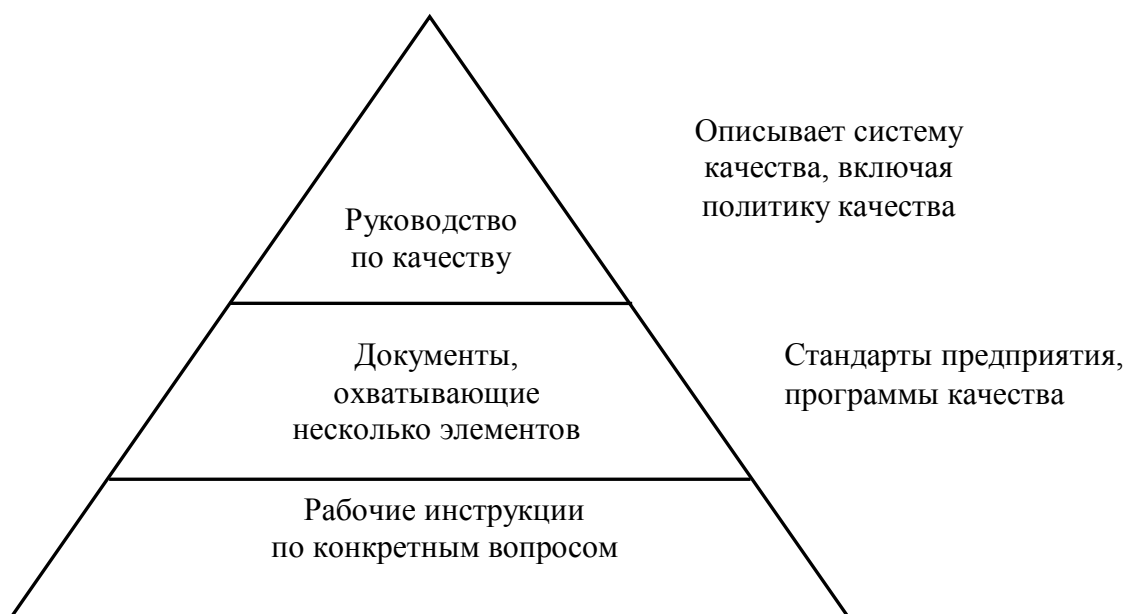 Описывает систему
качества, включая
политику качества
Руководство
по качеству
Документы,
охватывающие
несколько элементов
Стандарты предприятия,
программы качества
Рабочие инструкции
по конкретным вопросом